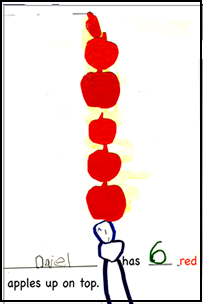 Daiel has 6 red
apples up on top.